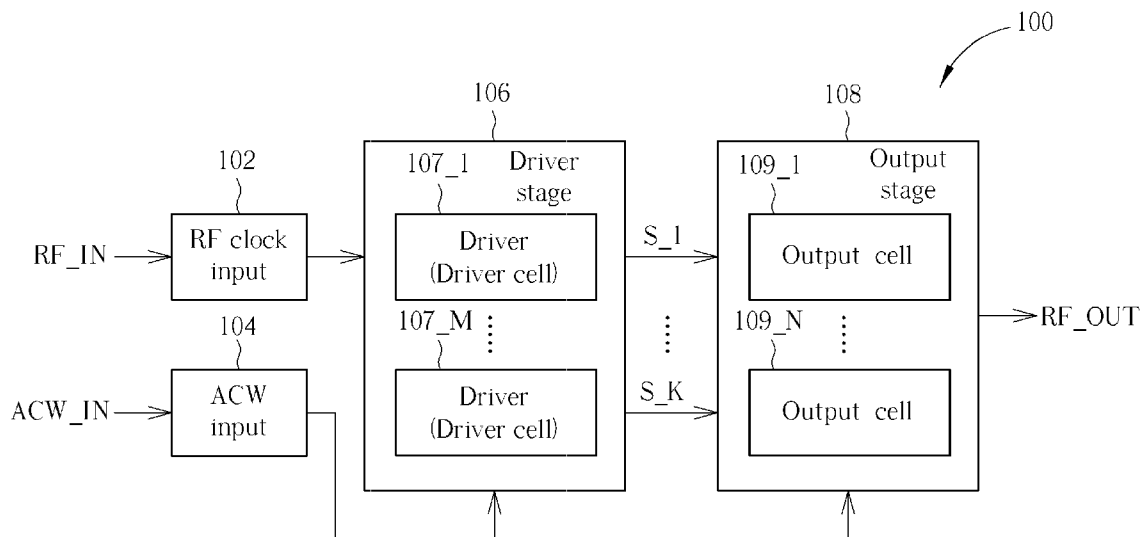 100
106
108
102
107_1
Driver
stage
109_1
Output
stage
RF_IN
RF clock
input
Driver
(Driver cell)
S_1
Output cell
104
107_M
109_N
RF_OUT
ACW_IN
ACW
input
Driver
(Driver cell)
S_K
Output cell